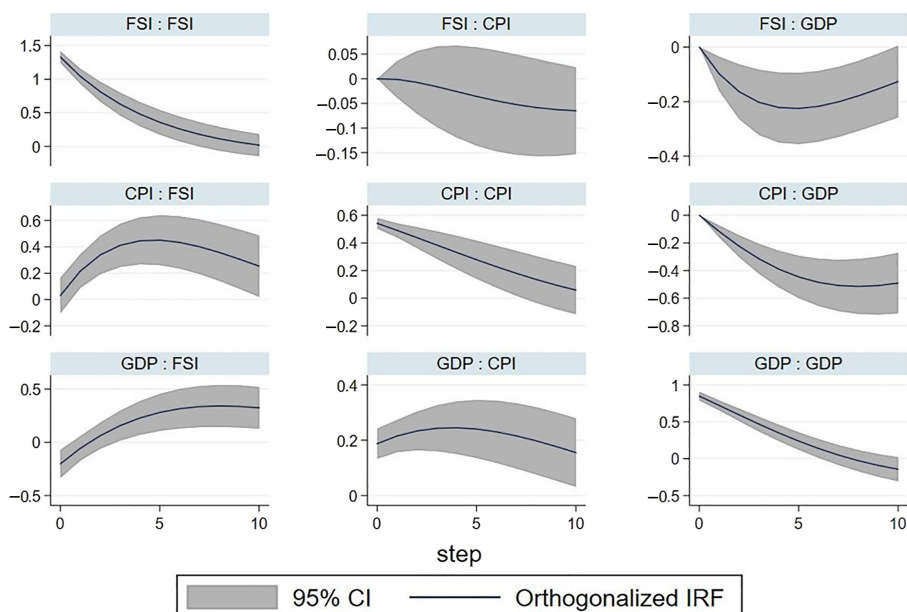 FSI : FSI
FSI : CPI
FSI : GDP
1.5
1
0.5
0
0.05
0
−0.05
−0.1
−0.15
0
−0.2
−0.4
CPI : FSI
CPI : CPI
CPI : GDP
0.6
0.4
0.2
0
−0.2
0.6
0.4
0.2
0
−0.2
0
−0.2
−0.4
−0.6
−0.8
GDP : FSI
GDP : CPI
GDP : GDP
0.5
0
−0.5
0.4
0.2
0
1
0.5
0
−0.5
0 5 10
0 5 10
0 5 10
step
95% CI
Orthogonalized IRF